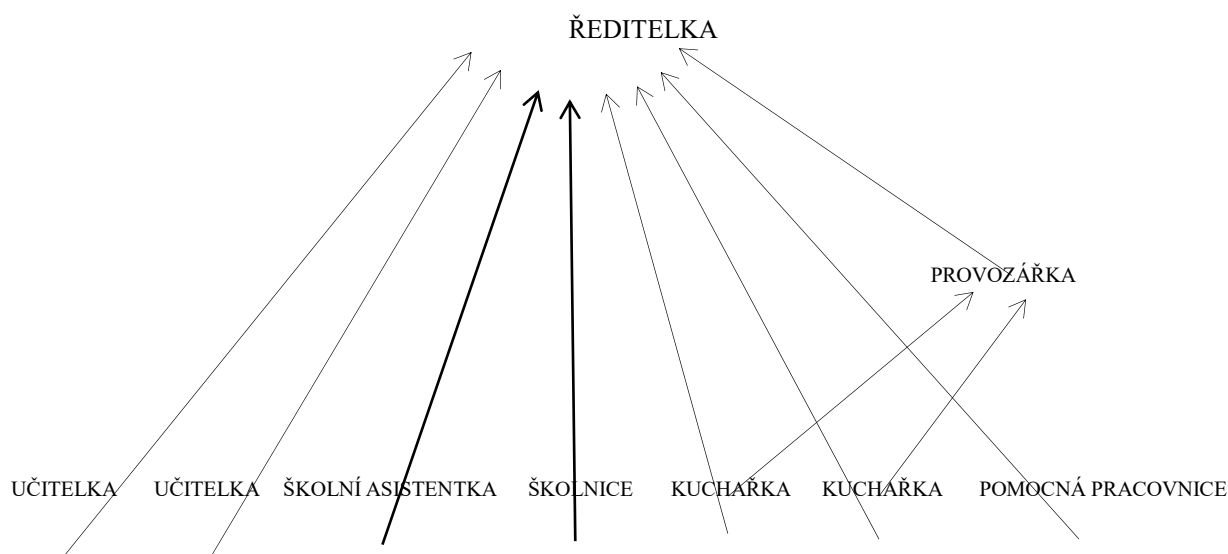 ŘEDITELKA
PROVOZÁŘKA
UČITELKA UČITELKA ŠKOLNÍ ASISTENTKA ŠKOLNICE KUCHAŘKA KUCHAŘKA POMOCNÁ PRACOVNICE